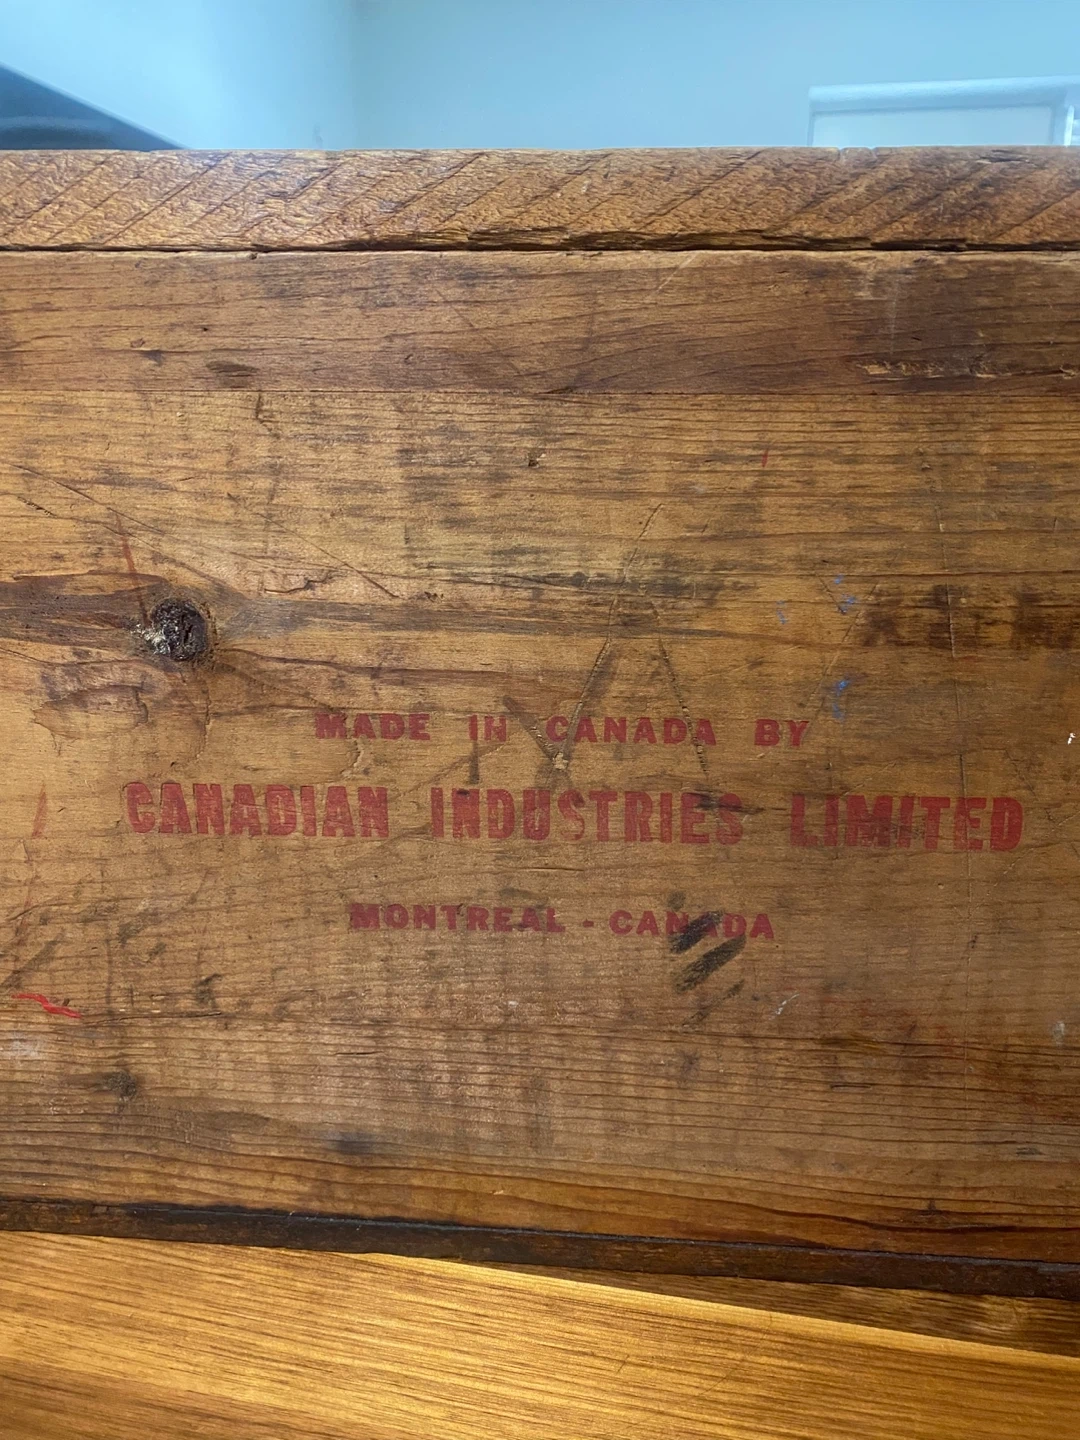 MADE IN CANADA BY
CANADIAN INDUSTRIES LIMITED
MONTREAL - CANADA